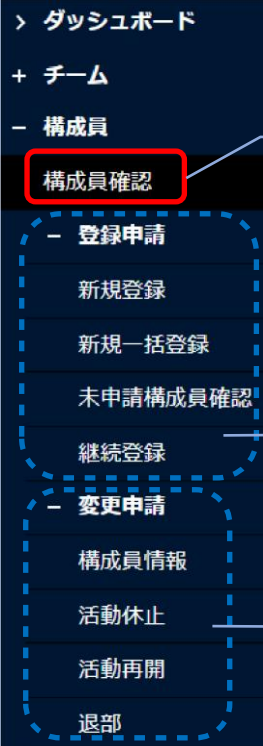 > ダッシュボード
+ チーム
− 構成員
構成員確認
− 登録申請
新規登録
新規一括登録
未申請構成員確認
継続登録
− 変更申請
構成員情報
活動休止
活動再開
退部